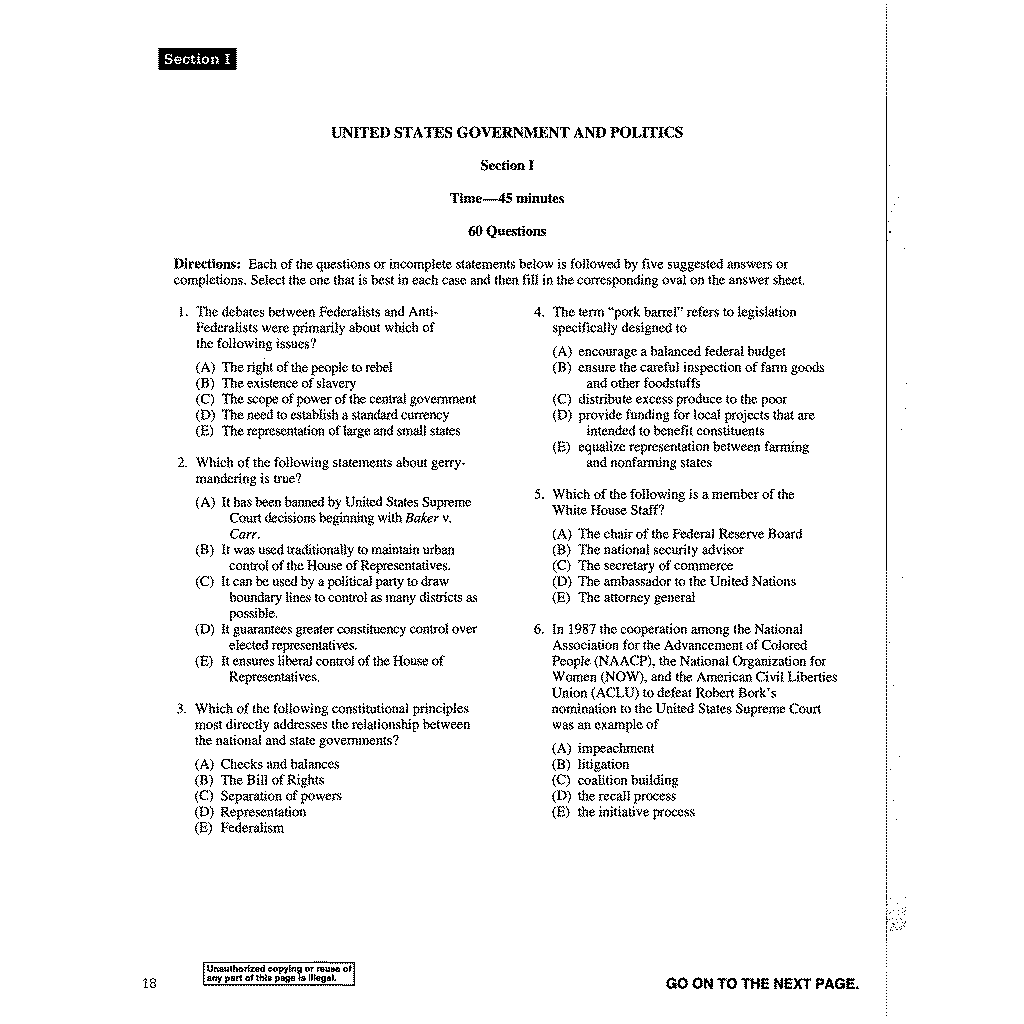 Section I
UNITED STATES GOVERNMENT AND POLITICS
Section I
Time—45 minutes
60 Questions
Directions: Each of the questions or incomplete statements below is followed by five suggested answers or
completions. Select the one that is best in each case and then fill in the corresponding oval on the answer sheet.
1. The debates between Federalists and Anti-
Federalists were primarily about which of
the following issues?
(A) The right of the people to rebel
(B) The existence of slavery
(C) The scope of power of the central government
(D) The need to establish a standard currency
(E) The representation of large and small states
2. Which of the following statements about gerry-
mandering is true?
(A) It has been banned by United States Supreme
Court decisions beginning with Baker v.
Carr.
(B) It was used traditionally to maintain urban
control of the House of Representatives.
(C) It can be used by a political party to draw
boundary lines to control as many districts as
possible.
(D) It guarantees greater constituency control over
elected representatives.
(E) It ensures liberal control of the House of
Representatives.
3. Which of the following constitutional principles
most directly addresses the relationship between
the national and state governments?
(A) Checks and balances
(B) The Bill of Rights
(C) Separation of powers
(D) Representation
(E) Federalism
4. The term "pork barrel" refers to legislation
specifically designed to
(A) encourage a balanced federal budget
(B) ensure the careful inspection of farm goods
and other foodstuffs
(C) distribute excess produce to the poor
(D) provide funding for local projects that are
intended to benefit constituents
(E) equalize representation between farming
and nonfarming states
5. Which of the following is a member of the
White House Staff?
(A) The chair of the Federal Reserve Board
(B) The national security advisor
(C) The secretary of commerce
(D) The ambassador to the United Nations
(E) The attorney general
6. In 1987 the cooperation among the National
Association for the Advancement of Colored
People (NAACP), the National Organization for
Women (NOW), and the American Civil Liberties
Union (ACLU) to defeat Robert Bork's
nomination to the United States Supreme Court
was an example of
(A) impeachment
(B) litigation
(C) coalition building
(D) the recall process
(E) the initiative process
Unauthorized copying or reuse of
any part of this page is illegal.
18
GO ON TO THE NEXT PAGE.